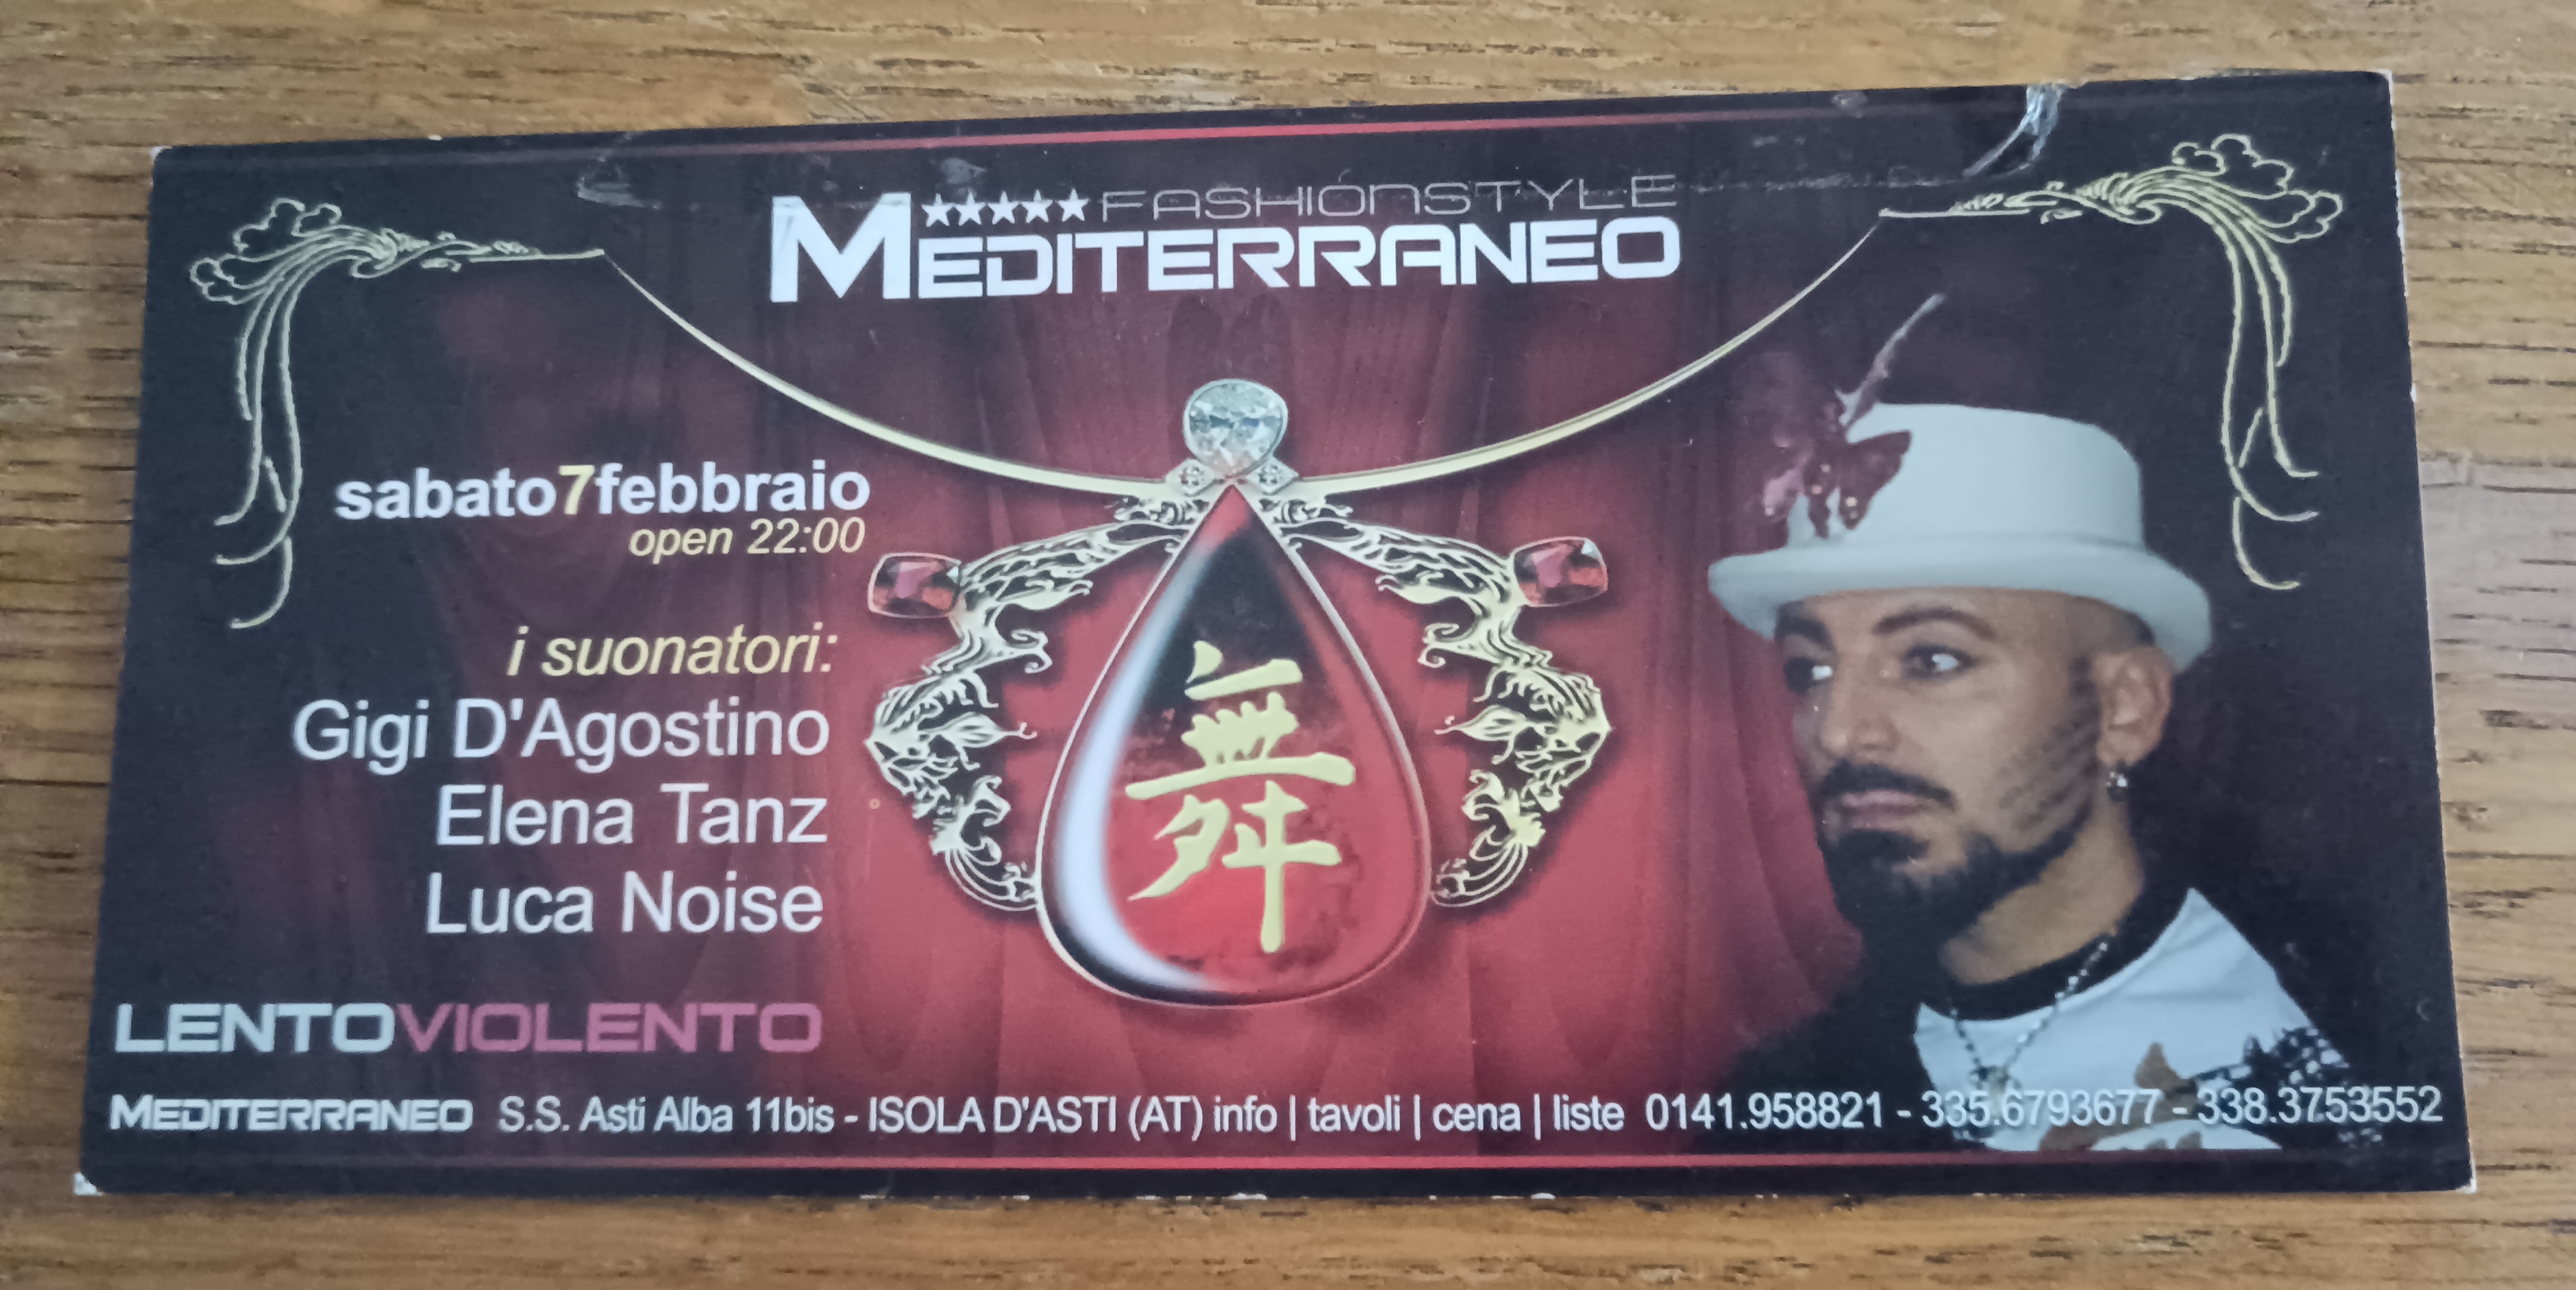 ★★★★★ FASHIONSTYLE
MEDITERRANEO
sabato7febbraio
open 22:00
i suonatori:
Gigi D'Agostino
Elena Tanz
Luca Noise
舞
LENTOVIOLENTO
MEDITERRANEO S.S. Asti Alba 11bis - ISOLA D'ASTI (AT) info | tavoli | cena | liste 0141.958821 - 335.6793677 - 338.3753552